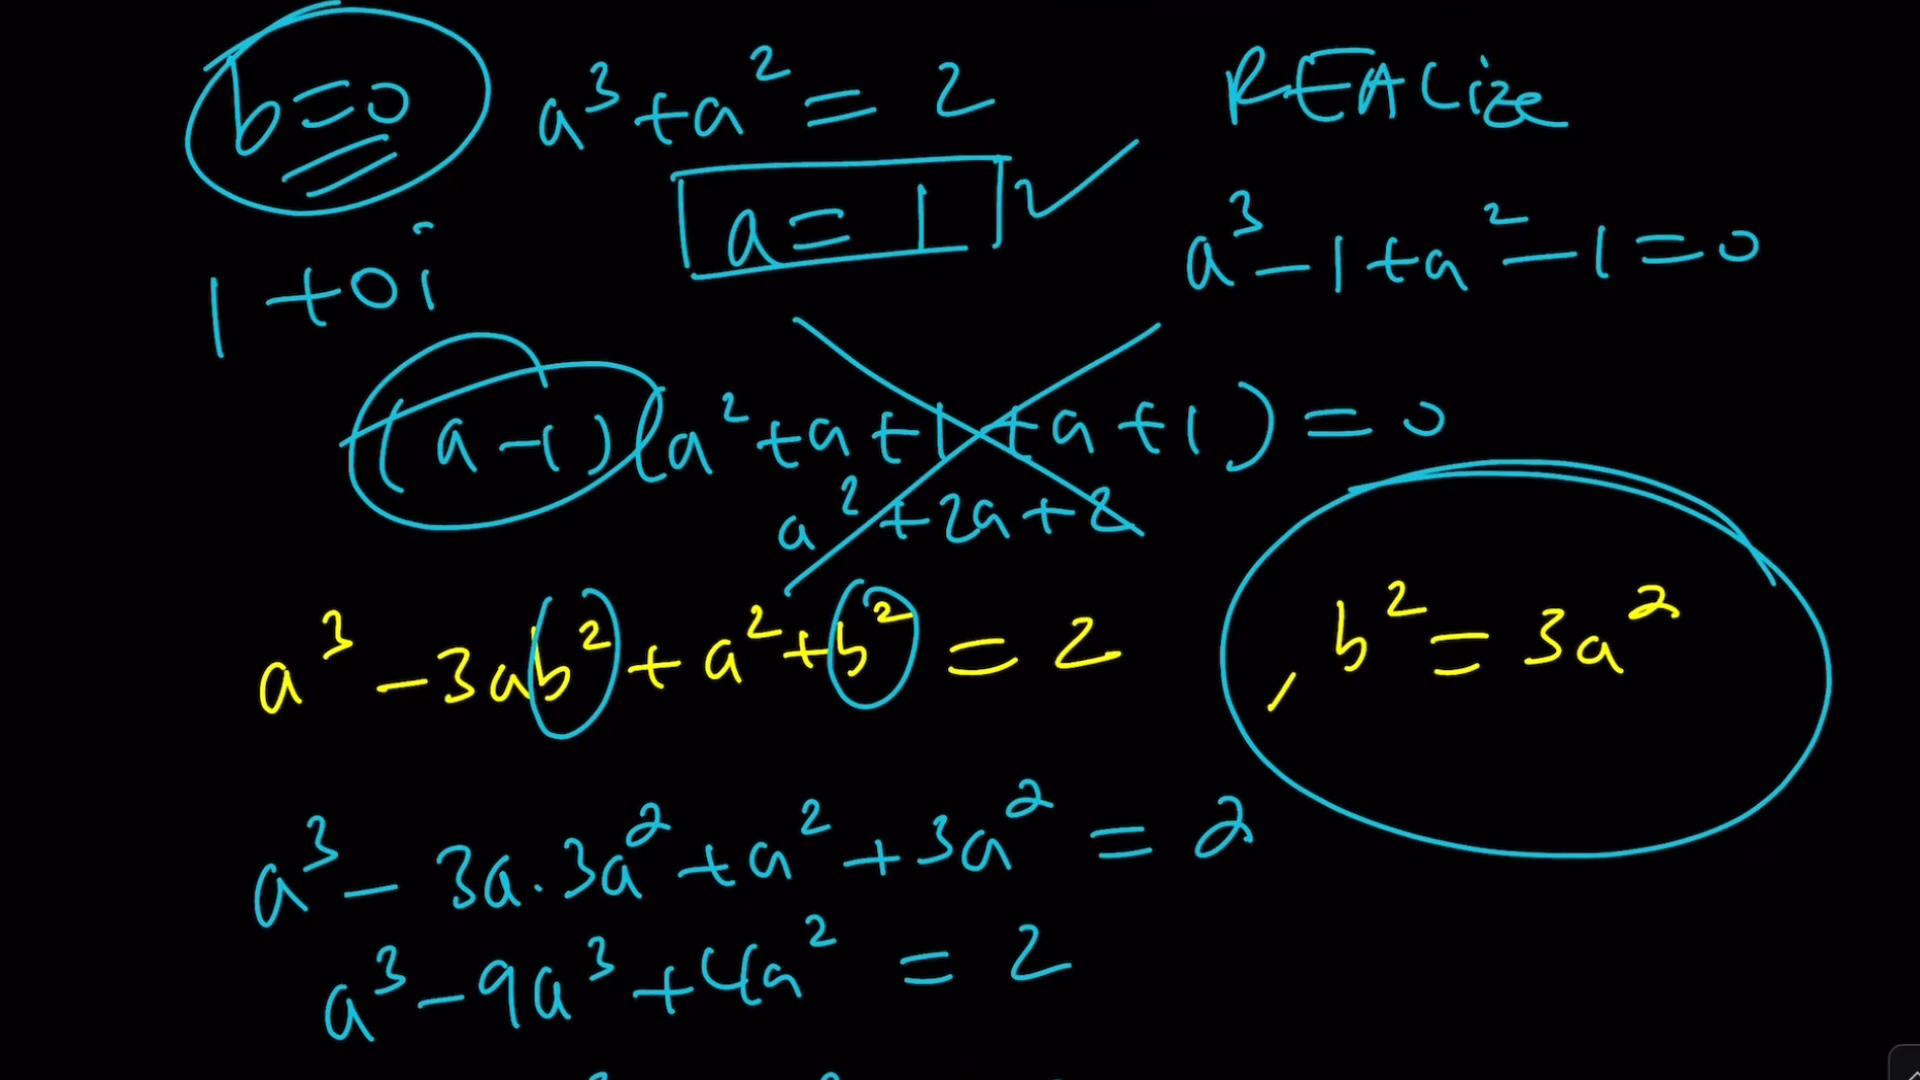 b=0 a³+a²=2 REALize
a=1 ✓
a³-1+a²-1=0
1+0i
(a-1)(a²+a+1+a+1)=0
a²+2a+2
a³-3ab²+a²+b²=2 , b²=3a²
a³-3a·3a²+a²+3a²=2
a³-9a³+4a²=2